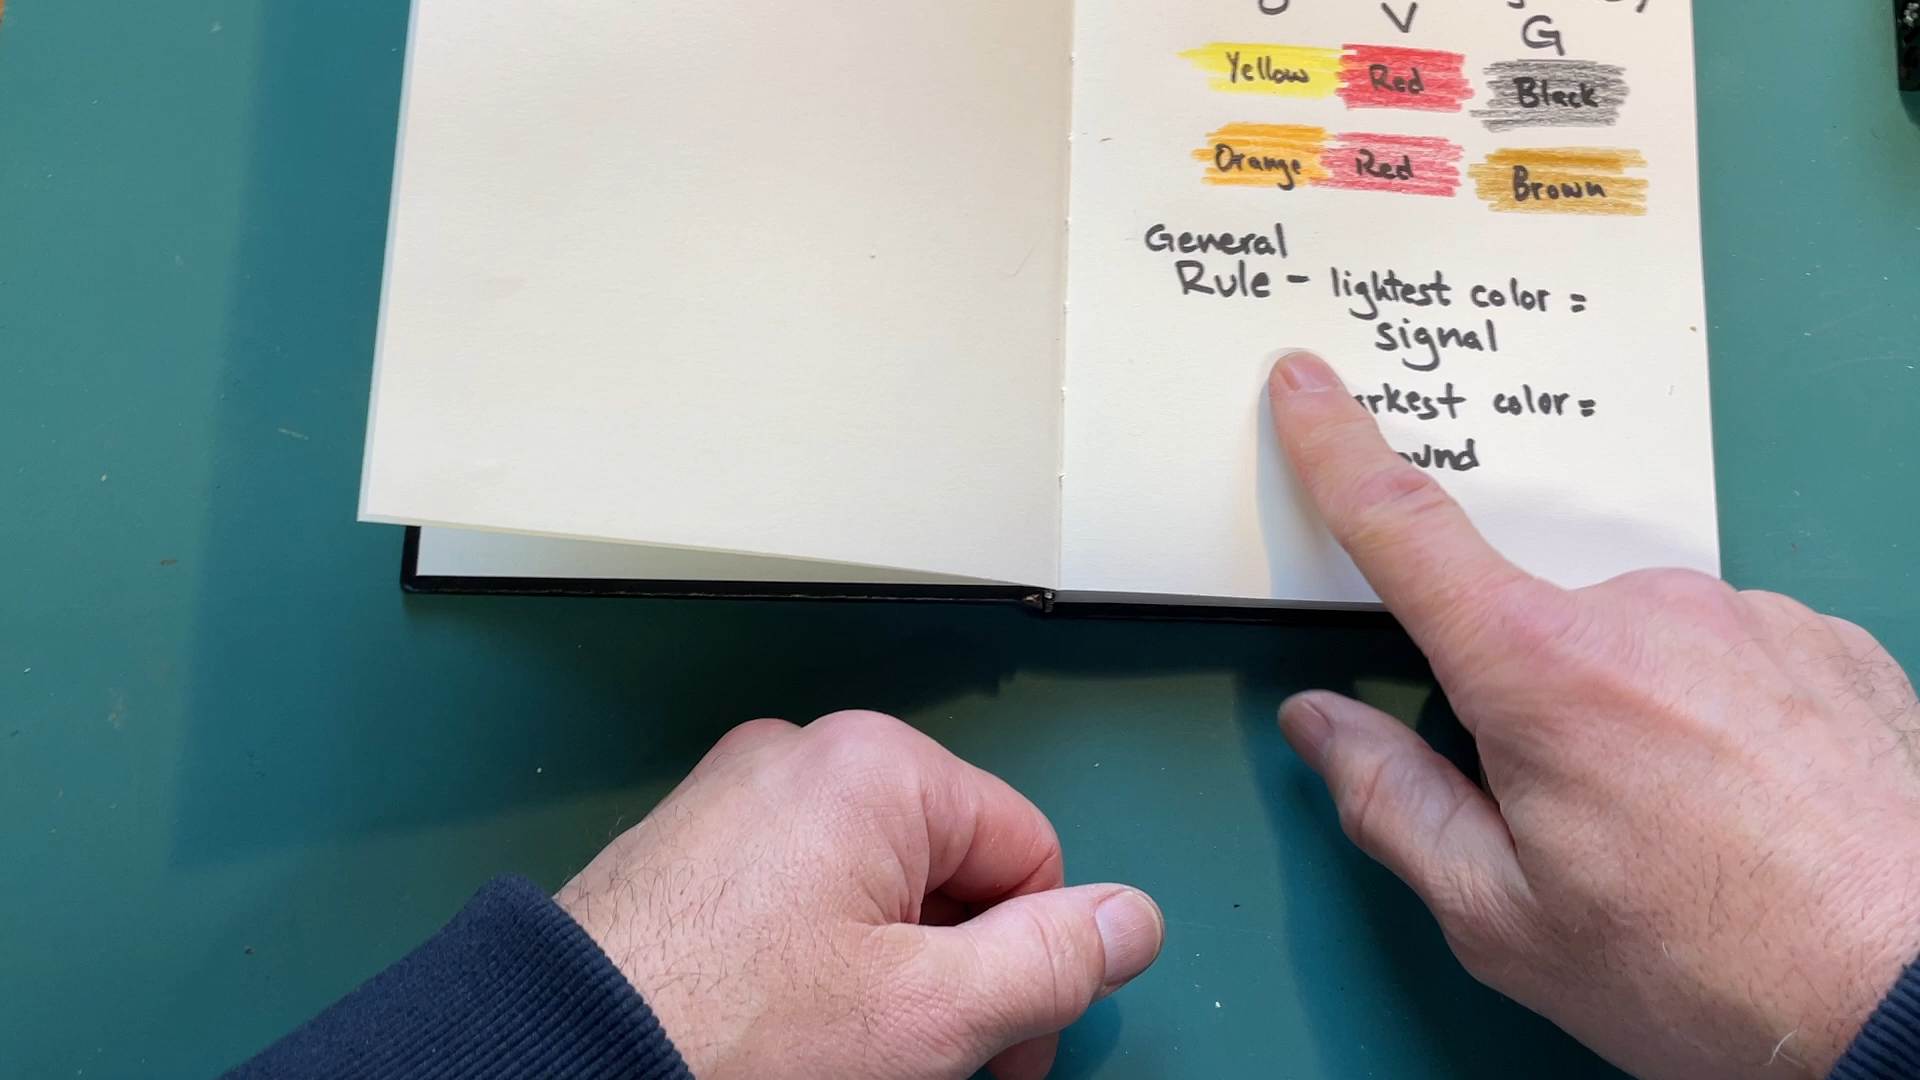 V
G
Yellow Red Black
Orange Red Brown
General
Rule - lightest color =
signal
color =